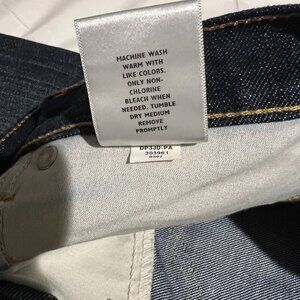 MACHINE WASH
WARM WITH
LIKE COLORS.
ONLY NON-
CHLORINE
BLEACH WHEN
NEEDED. TUMBLE
DRY MEDIUM
REMOVE
PROMPTLY
DP3JD-PA
303961